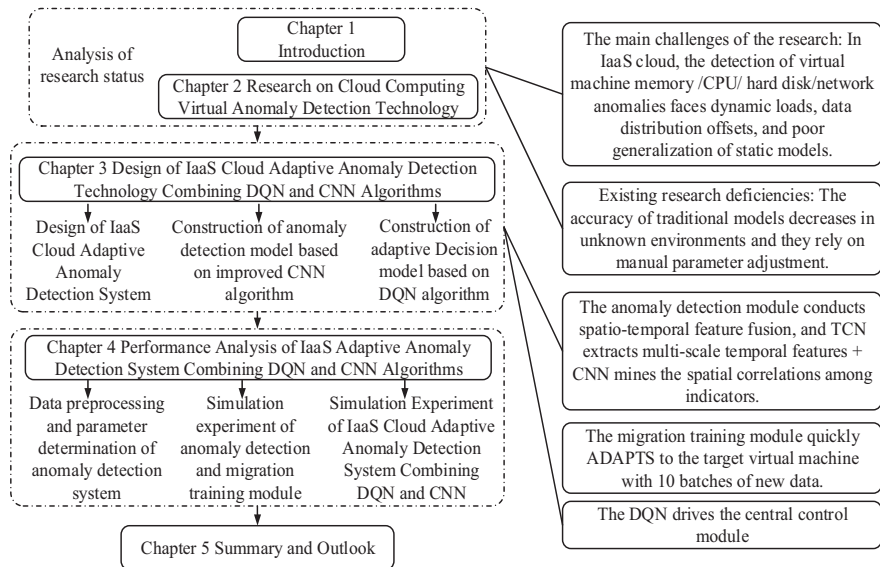 Analysis of
research status
Chapter 1
Introduction
Chapter 2 Research on Cloud Computing
Virtual Anomaly Detection Technology
Chapter 3 Design of IaaS Cloud Adaptive Anomaly Detection
Technology Combining DQN and CNN Algorithms
Design of IaaS
Cloud Adaptive
Anomaly
Detection System
Construction of anomaly
detection model based
on improved CNN
algorithm
Construction of
adaptive Decision
model based on
DQN algorithm
Chapter 4 Performance Analysis of IaaS Adaptive Anomaly
Detection System Combining DQN and CNN Algorithms
Data preprocessing
and parameter
determination of
anomaly detection
system
Simulation
experiment of
anomaly detection
and migration
training module
Simulation Experiment
of IaaS Cloud Adaptive
Anomaly Detection
System Combining
DQN and CNN
Chapter 5 Summary and Outlook
The main challenges of the research: In
IaaS cloud, the detection of virtual
machine memory /CPU/ hard disk/network
anomalies faces dynamic loads, data
distribution offsets, and poor
generalization of static models.
Existing research deficiencies: The
accuracy of traditional models decreases in
unknown environments and they rely on
manual parameter adjustment.
The anomaly detection module conducts
spatio-temporal feature fusion, and TCN
extracts multi-scale temporal features +
CNN mines the spatial correlations among
indicators.
The migration training module quickly
ADAPTS to the target virtual machine
with 10 batches of new data.
The DQN drives the central control
module